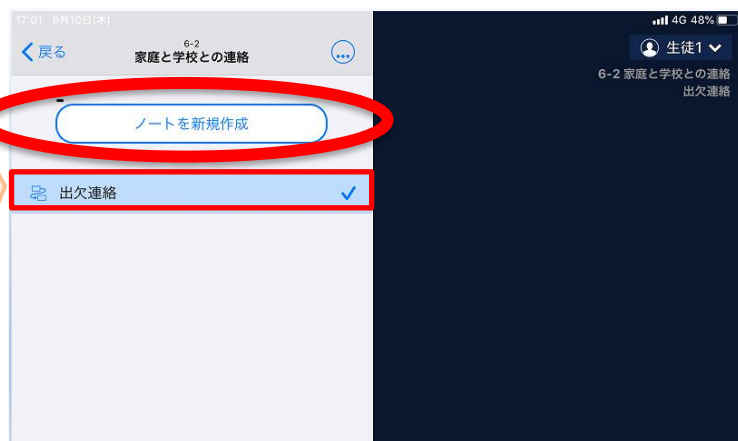 17:01 9月10日(木)
4G 48%
戻る
6-2
家庭と学校との連絡
生徒1
6-2 家庭と学校との連絡
出欠連絡
ノートを新規作成
出欠連絡